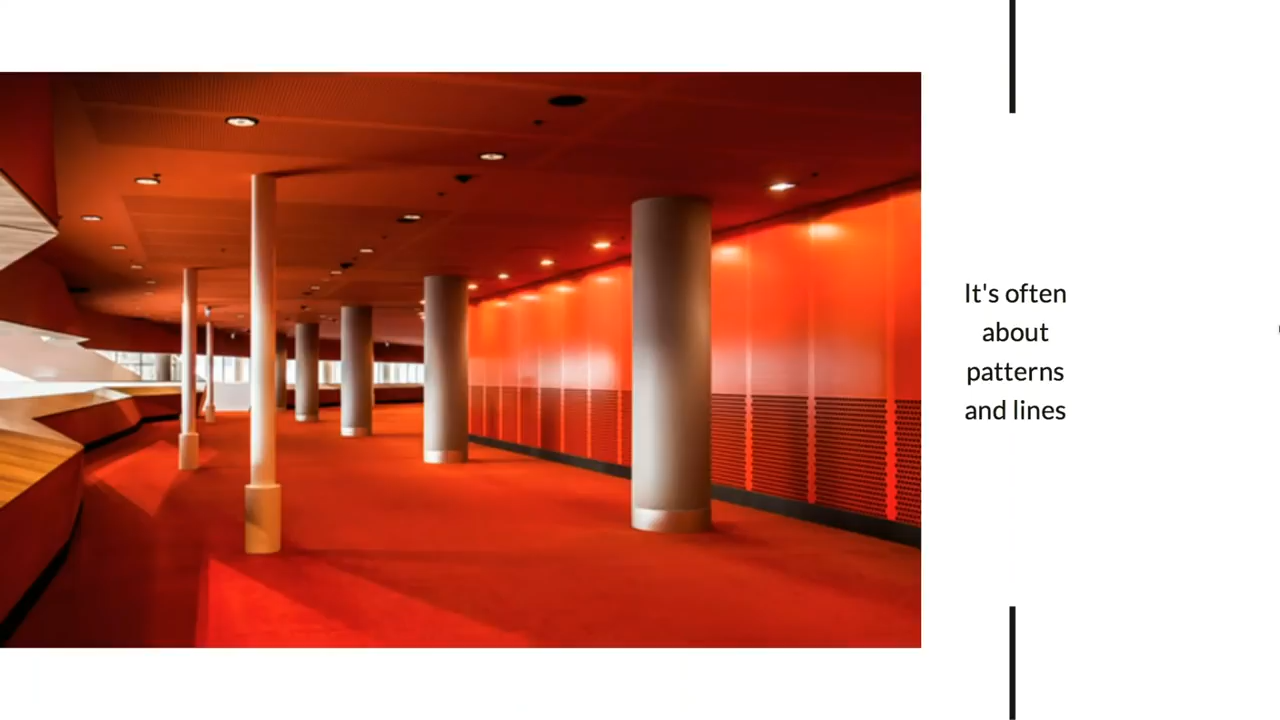 It's often
about
patterns
and lines